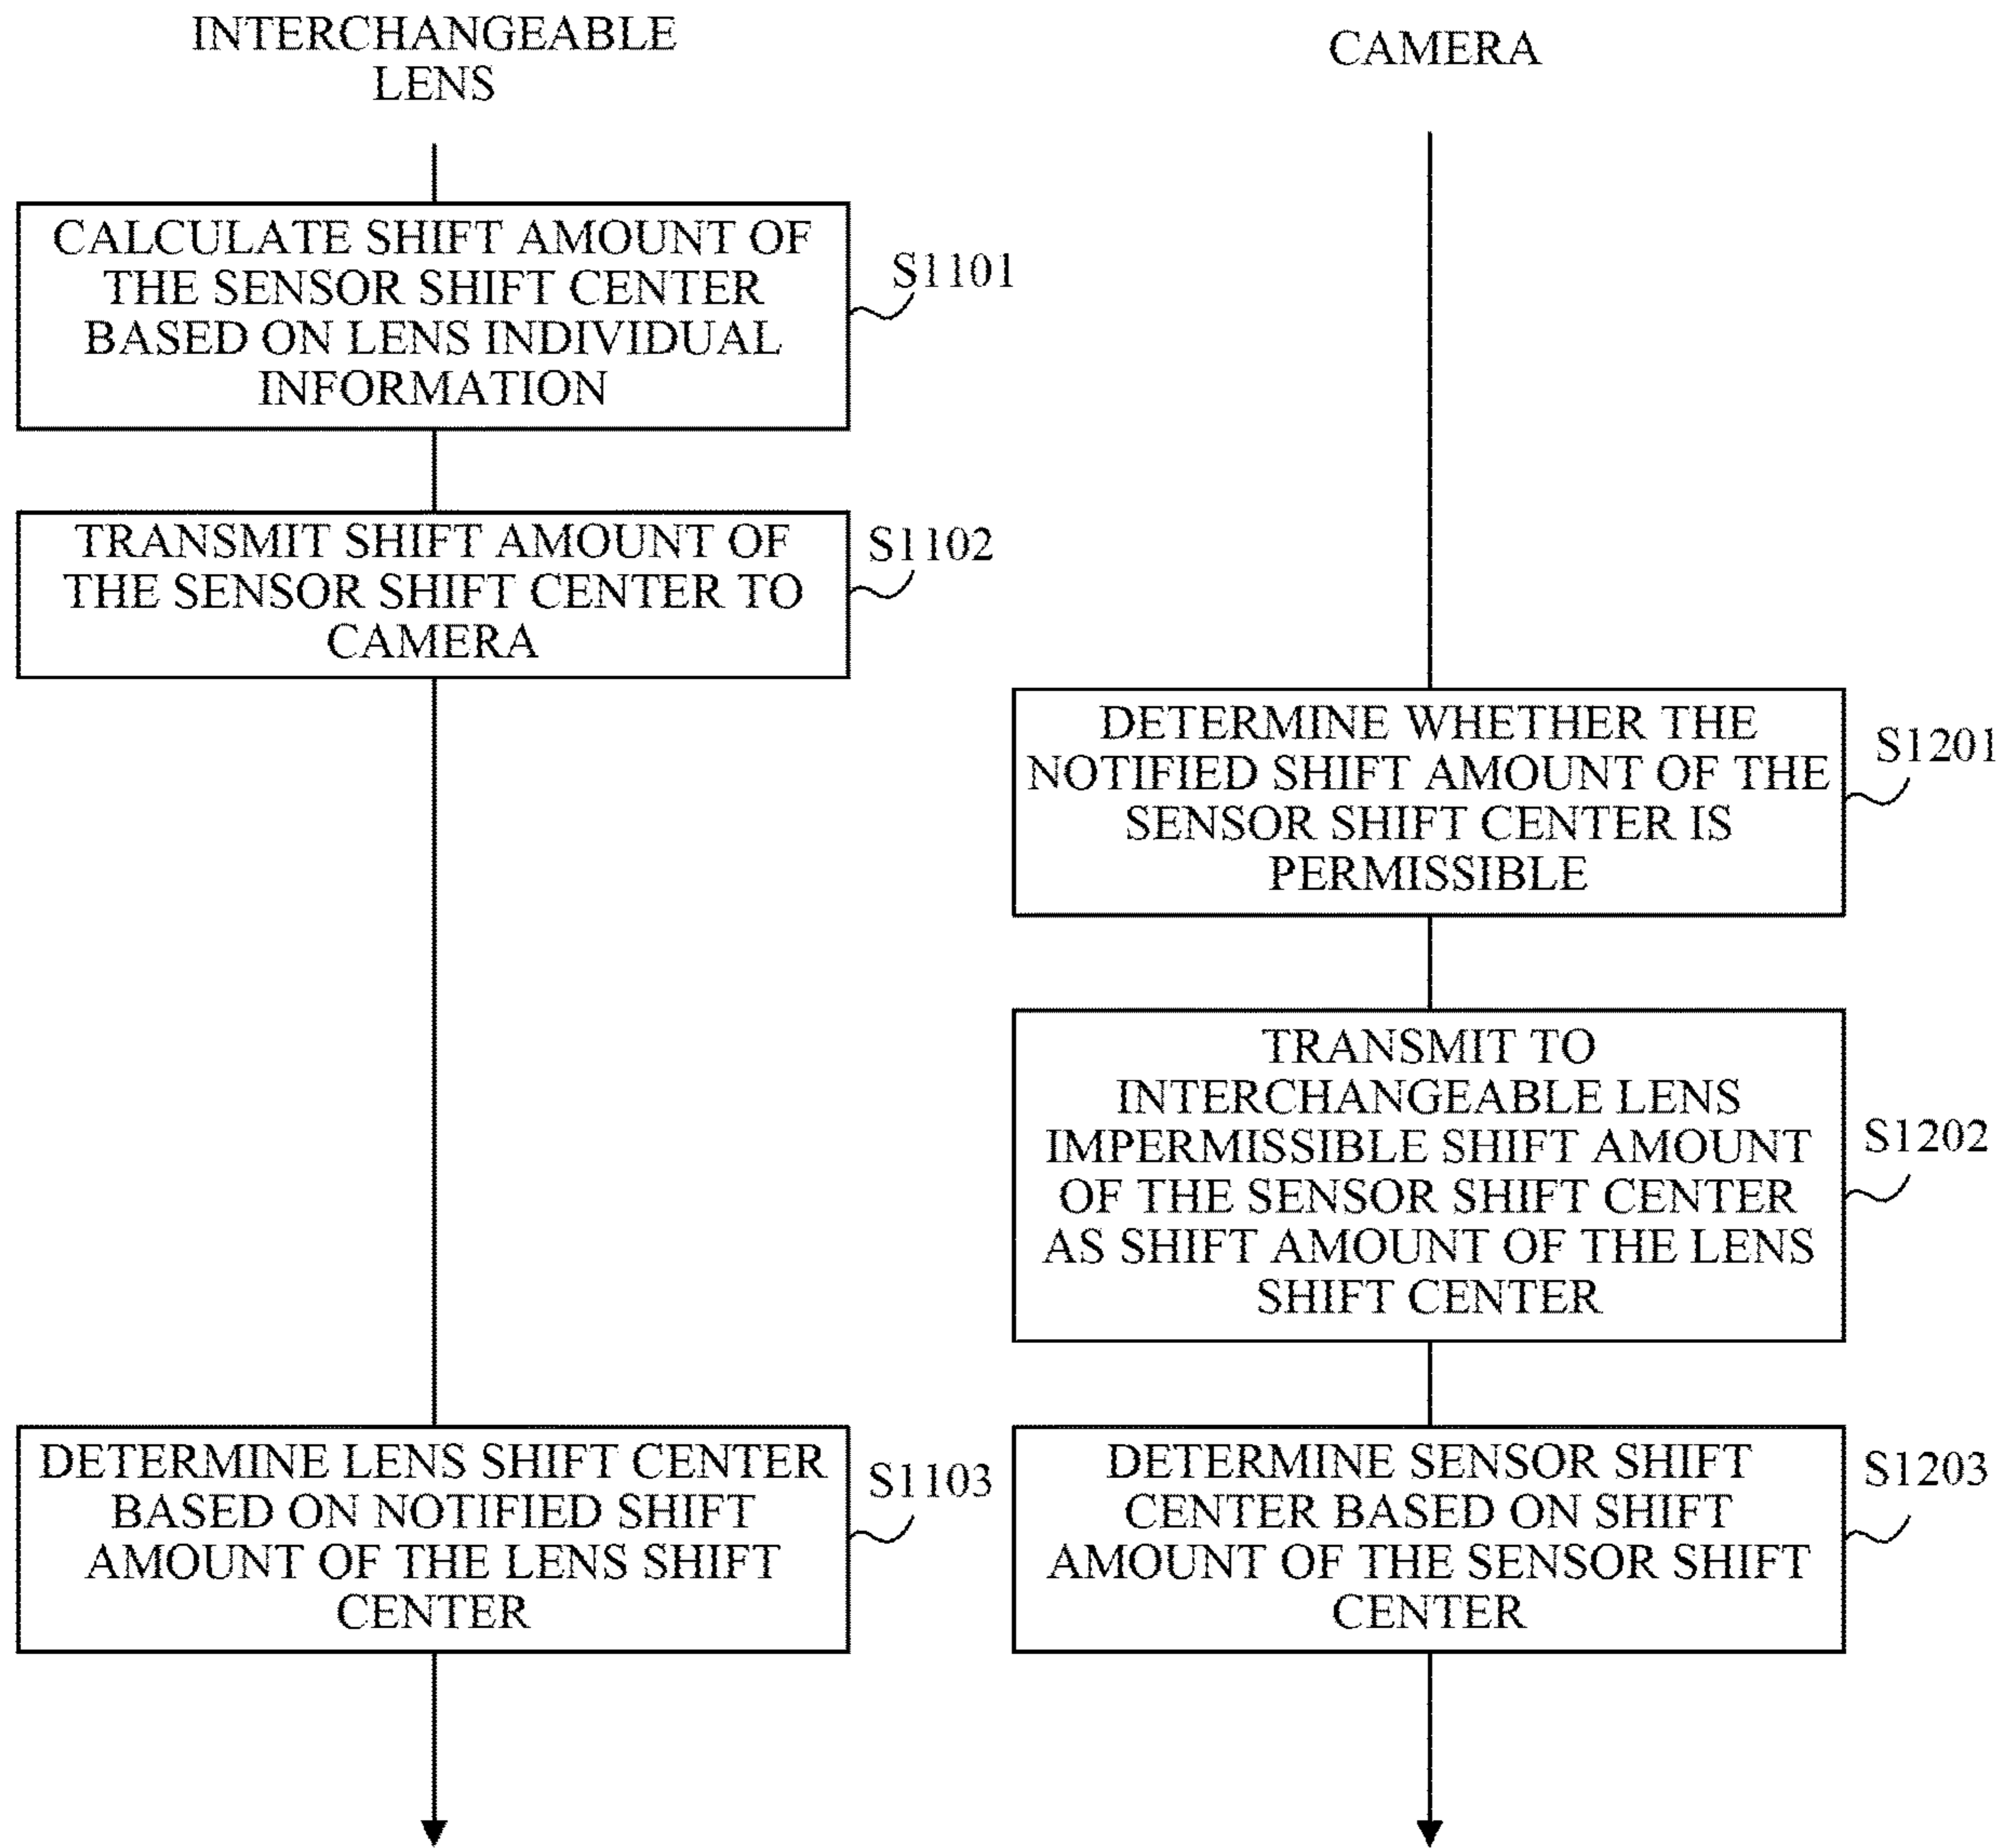 INTERCHANGEABLE
LENS
CAMERA
CALCULATE SHIFT AMOUNT OF
THE SENSOR SHIFT CENTER
BASED ON LENS INDIVIDUAL
INFORMATION
S1101
TRANSMIT SHIFT AMOUNT OF
THE SENSOR SHIFT CENTER TO
CAMERA
S1102
DETERMINE WHETHER THE
NOTIFIED SHIFT AMOUNT OF THE
SENSOR SHIFT CENTER IS
PERMISSIBLE
S1201
TRANSMIT TO
INTERCHANGEABLE LENS
IMPERMISSIBLE SHIFT AMOUNT
OF THE SENSOR SHIFT CENTER
AS SHIFT AMOUNT OF THE LENS
SHIFT CENTER
S1202
DETERMINE LENS SHIFT CENTER
BASED ON NOTIFIED SHIFT
AMOUNT OF THE LENS SHIFT
CENTER
S1103
DETERMINE SENSOR SHIFT
CENTER BASED ON SHIFT
AMOUNT OF THE SENSOR SHIFT
CENTER
S1203